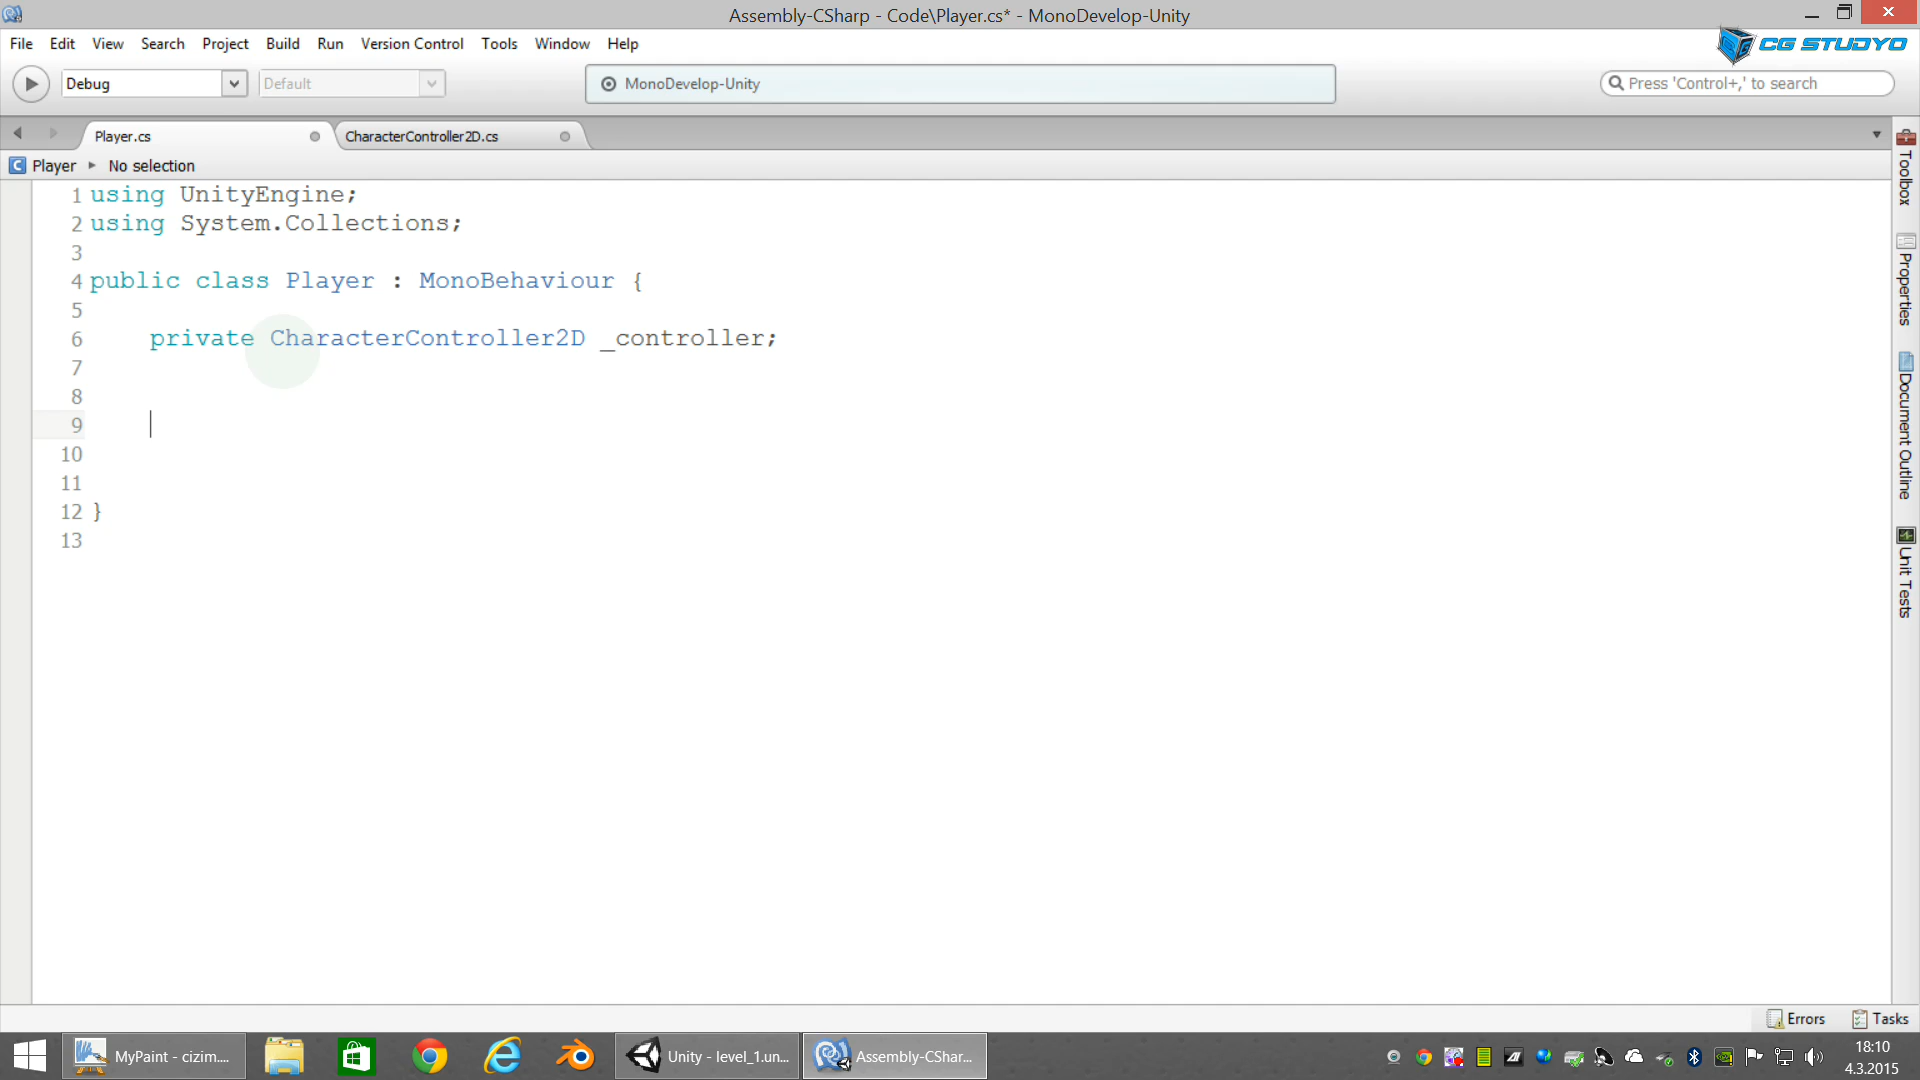 Assembly-CSharp - Code\Player.cs* - MonoDevelop-Unity
File Edit View Search Project Build Run Version Control Tools Window Help
CG STUDYO
Debug Default MonoDevelop-Unity Press 'Control+,' to search
Player.cs CharacterController2D.cs
Player No selection
1 using UnityEngine;
2 using System.Collections;
3
4 public class Player : MonoBehaviour {
5
6 private CharacterController2D _controller;
7
8
9
10
11
12 }
13
Toolbox
Properties
Document Outline
Unit Tests
Errors Tasks
MyPaint - cizim.... Unity - level_1.un... Assembly-CShar...
18:10
4.3.2015